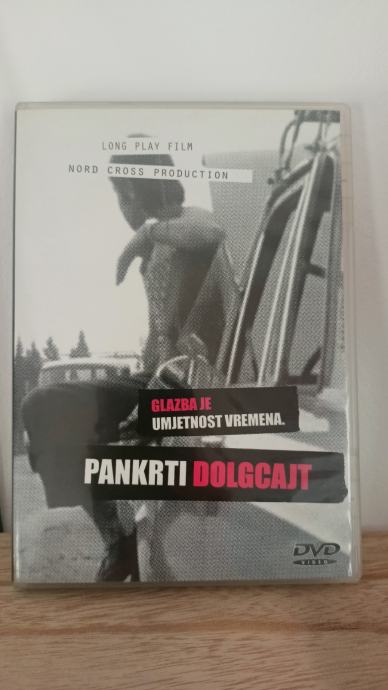 LONG PLAY FILM
NORD CROSS PRODUCTION
GLAZBA JE
UMJETNOST VREMENA.
PANKRTI DOLGCAJT
DVD
VIDEO